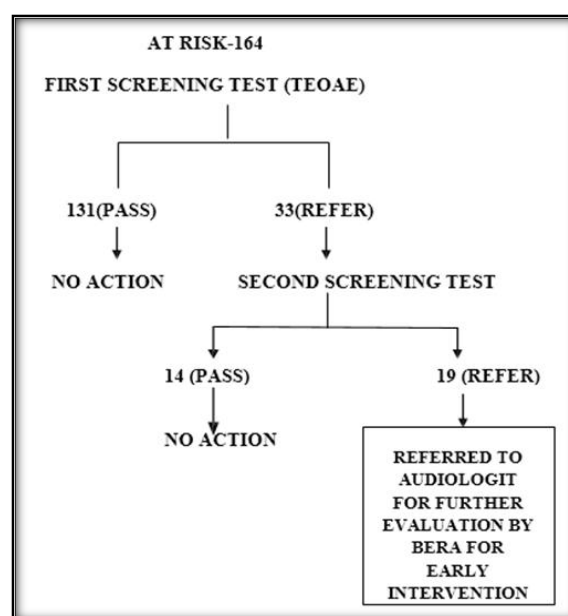 AT RISK-164
FIRST SCREENING TEST (TEOAE)
131(PASS) 33(REFER)
NO ACTION SECOND SCREENING TEST
14 (PASS) 19 (REFER)
NO ACTION
REFERRED TO
AUDIOLOGIT
FOR FURTHER
EVALUATION BY
BERA FOR
EARLY
INTERVENTION